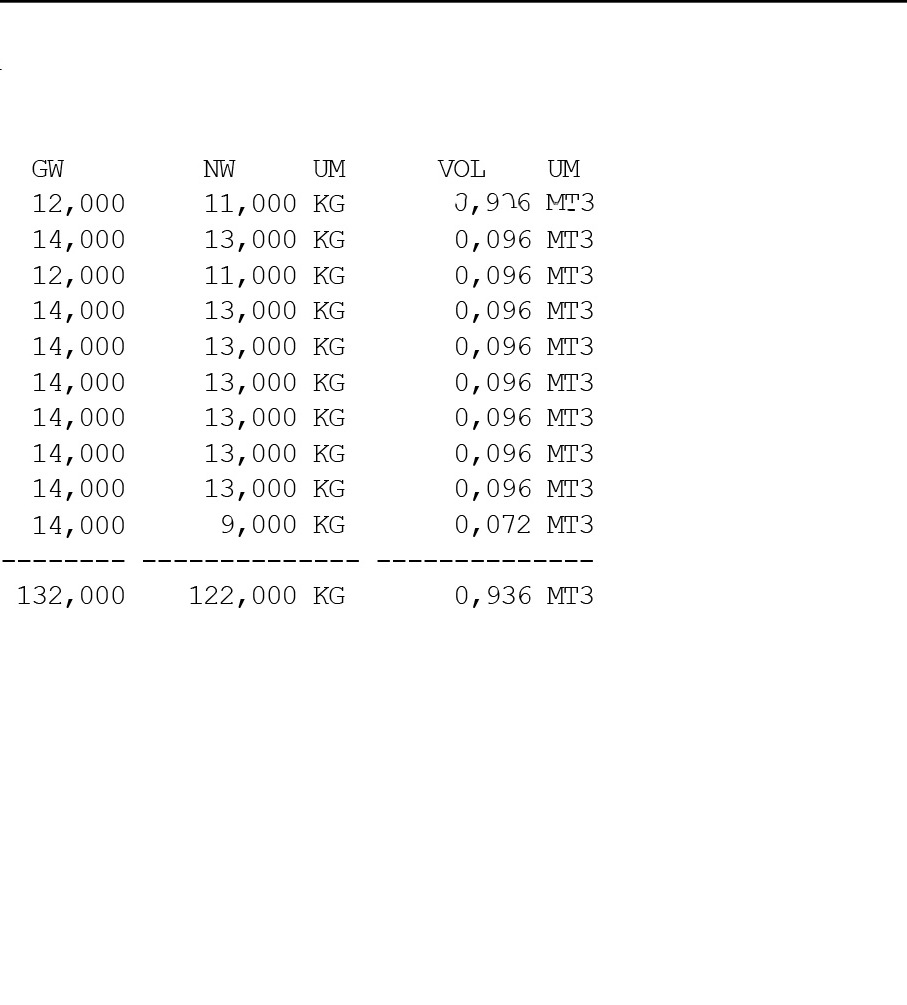 GW NW UM VOL UM
12,000 11,000 KG MT3
14,000 13,000 KG 0,096 MT3
12,000 11,000 KG 0,096 MT3
14,000 13,000 KG 0,096 MT3
14,000 13,000 KG 0,096 MT3
14,000 13,000 KG 0,096 MT3
14,000 13,000 KG 0,096 MT3
14,000 13,000 KG 0,096 MT3
14,000 13,000 KG 0,096 MT3
14,000 9,000 KG 0,072 MT3
-------- -------------- --------------
132,000 122,000 KG 0,936 MT3